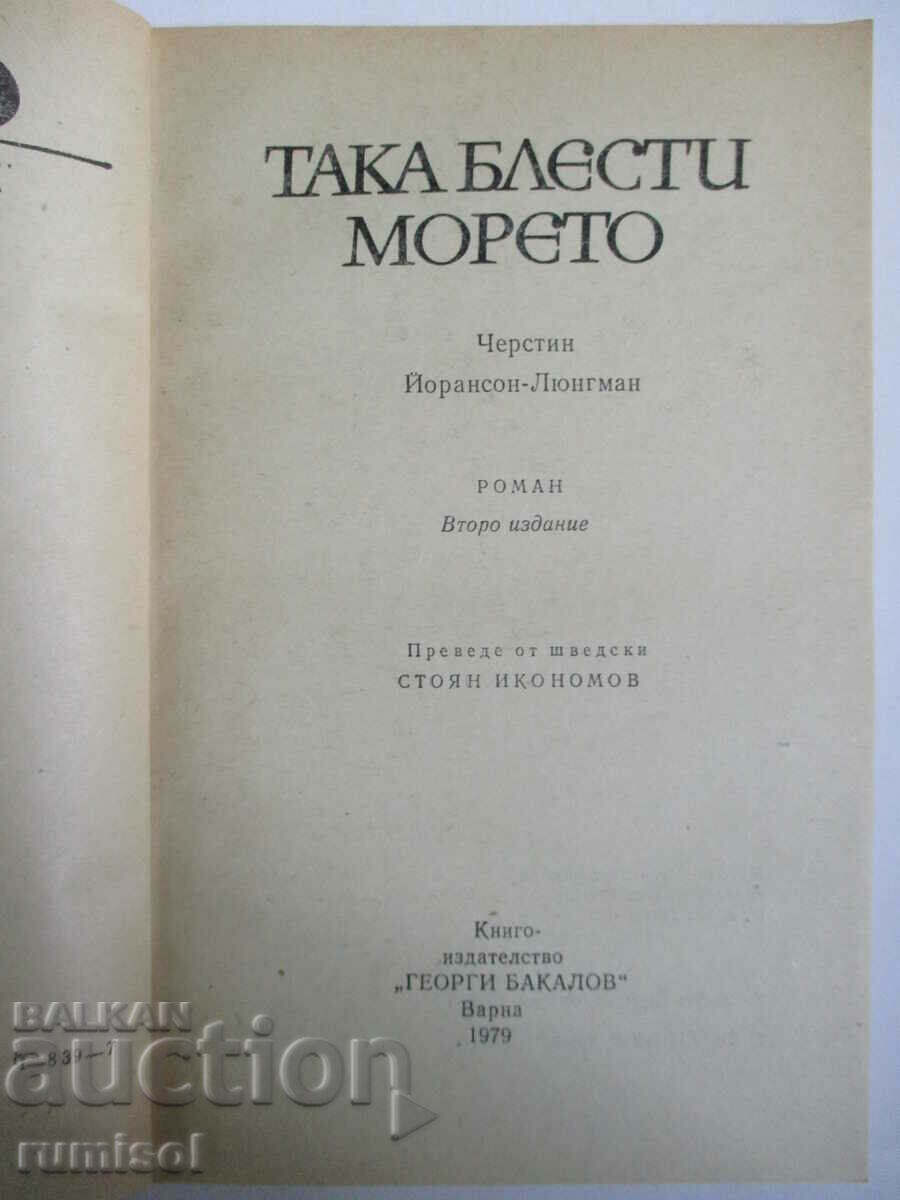 ТАКА БЛЕСТИ
МОРЕТО
Черстин
Йорансон-Люнгман
РОМАН
Второ издание
Преведе от шведски
СТОЯН ИКОНОМОВ
Книго-
издателство
„ГЕОРГИ БАКАЛОВ“
Варна
1979
BALKAN
auction
rumisol